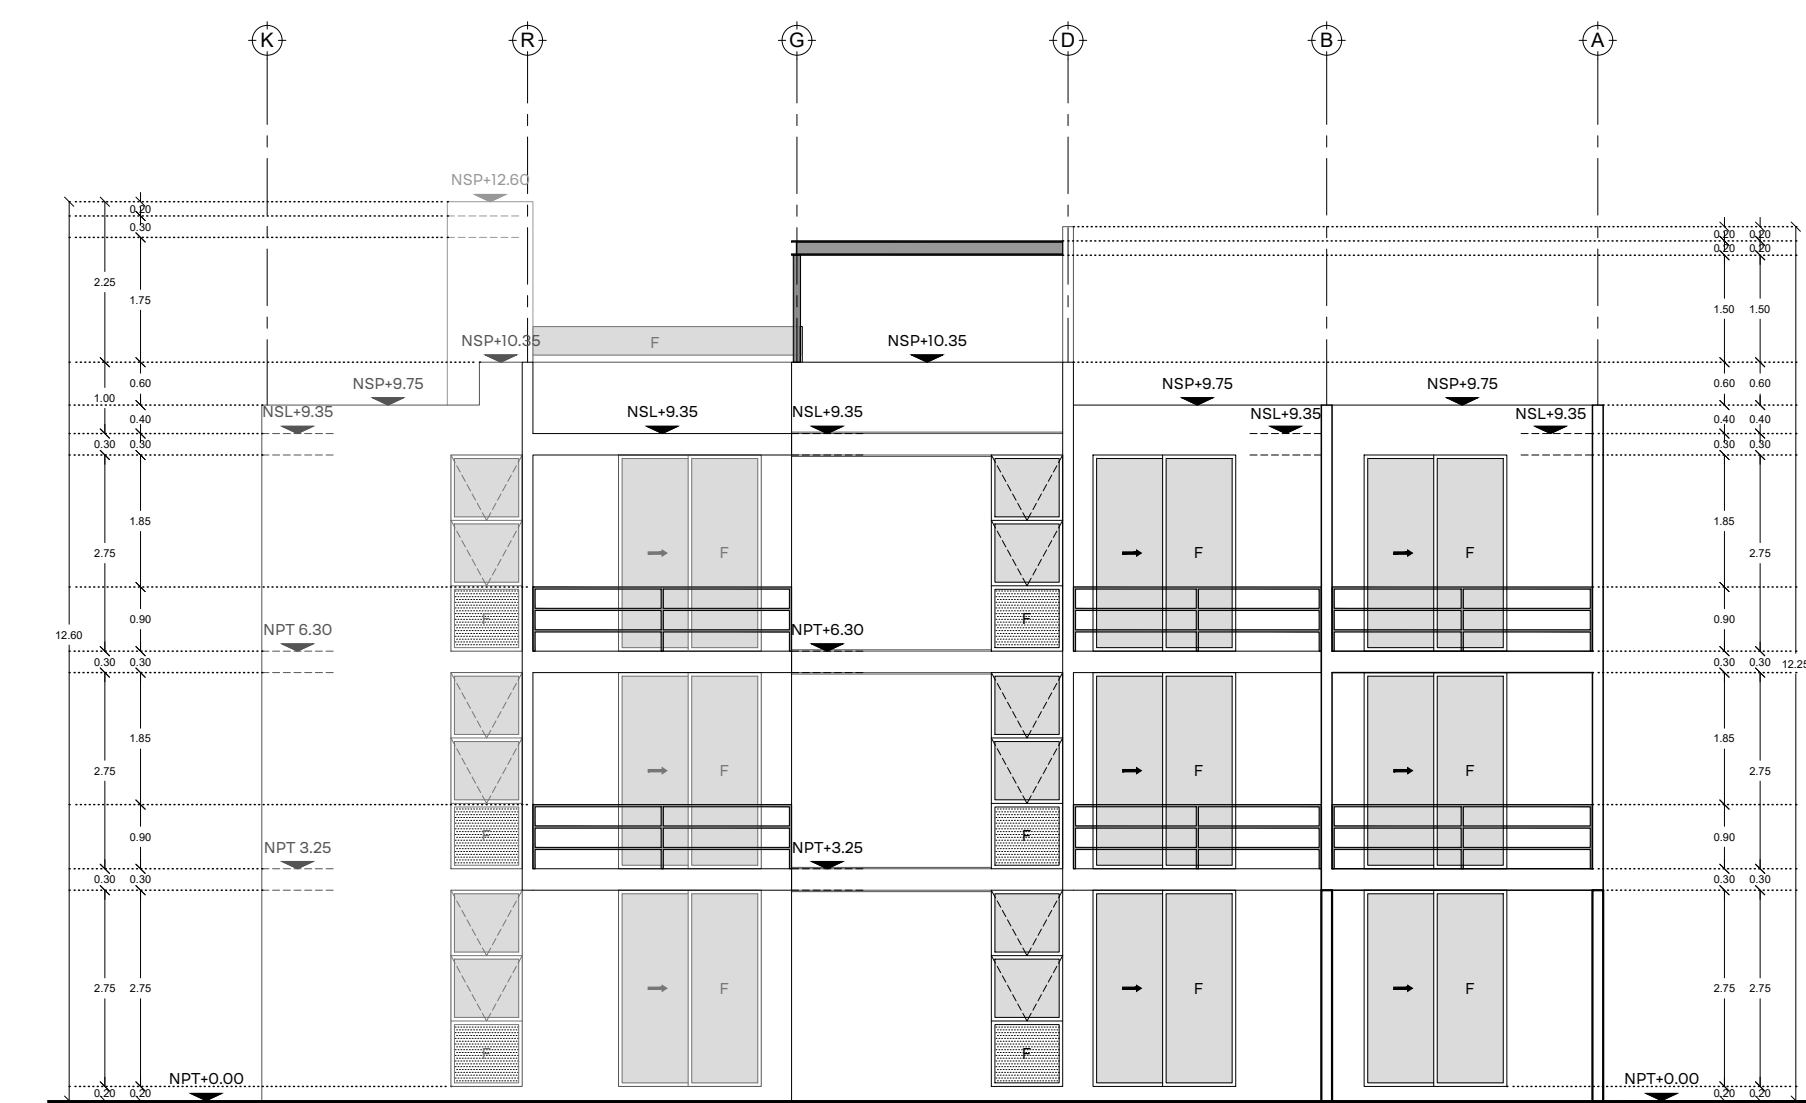 K R G D B A
NSP+12.60
0.20 0.20 0.20
0.30 0.20 0.20
2.25 1.75 1.50 1.50
NSP+10.35 F NSP+10.35
0.60 NSP+9.75 NSP+9.75 NSP+9.75 0.60 0.60
1.00
0.40 NSL+9.35 NSL+9.35 NSL+9.35 NSL+9.35 NSL+9.35 0.40 0.40
0.30 0.30 0.30 0.30
1.85 1.85
2.75 F F F 2.75
0.90 F F 0.90
12.60 NPT 6.30 NPT+6.30
0.30 0.30 0.30 0.30 12.25
1.85 1.85
2.75 F F F 2.75
0.90 F F 0.90
NPT 3.25 NPT+3.25
0.30 0.30 0.30 0.30
2.75 2.75 F F F 2.75 2.75
F F
NPT+0.00 NPT+0.00
0.20 0.20 0.20 0.20